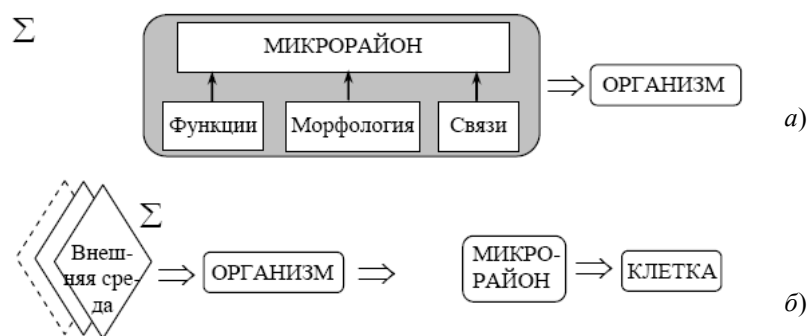 Σ
МИКРОРАЙОН
Функции Морфология Связи
ОРГАНИЗМ
а)
Σ
Внеш-
няя сре-
да
ОРГАНИЗМ
МИКРО-
РАЙОН
КЛЕТКА
б)